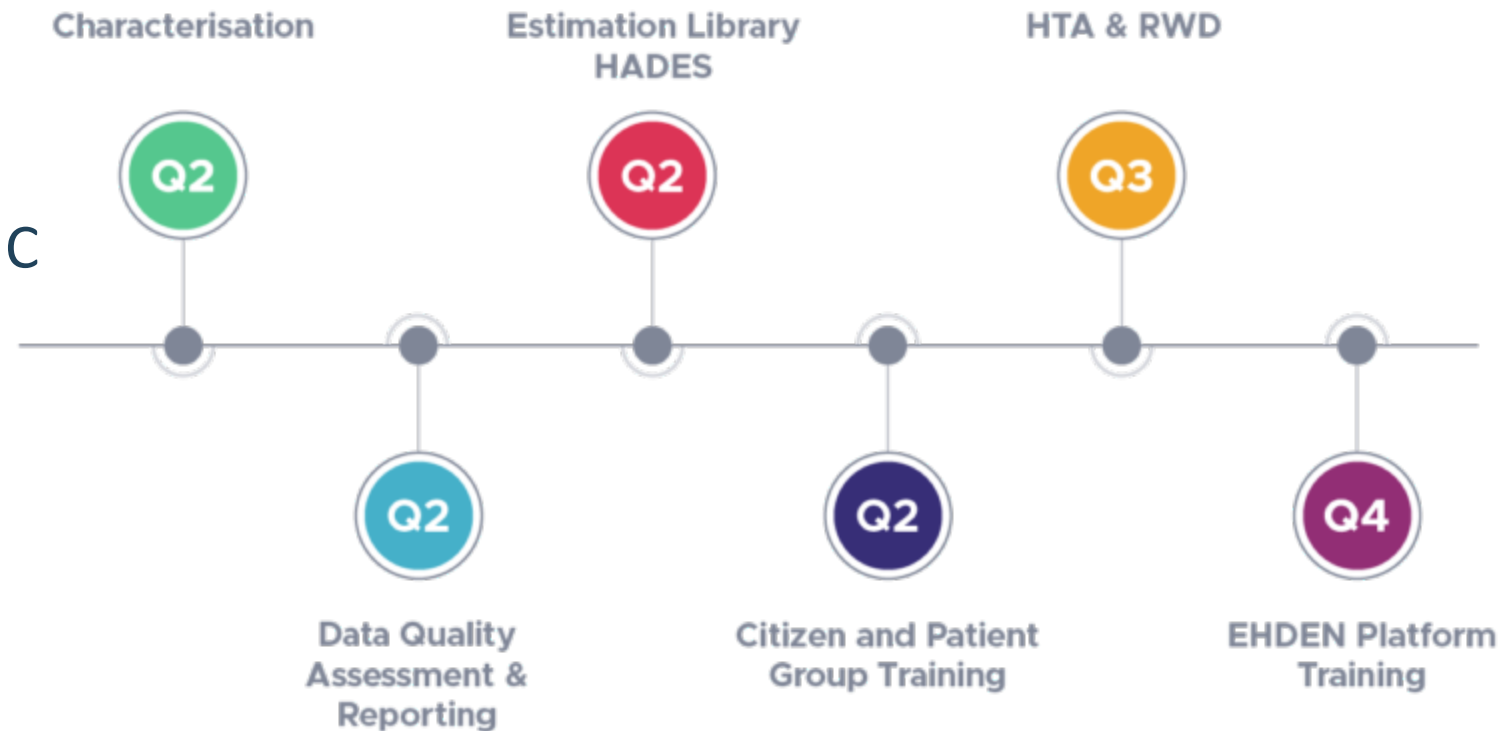 Characterisation
Estimation Library
HADES
HTA & RWD
Q2
Q2
Q3
C
Q2
Q2
Q4
Data Quality
Assessment &
Reporting
Citizen and Patient
Group Training
EHDEN Platform
Training